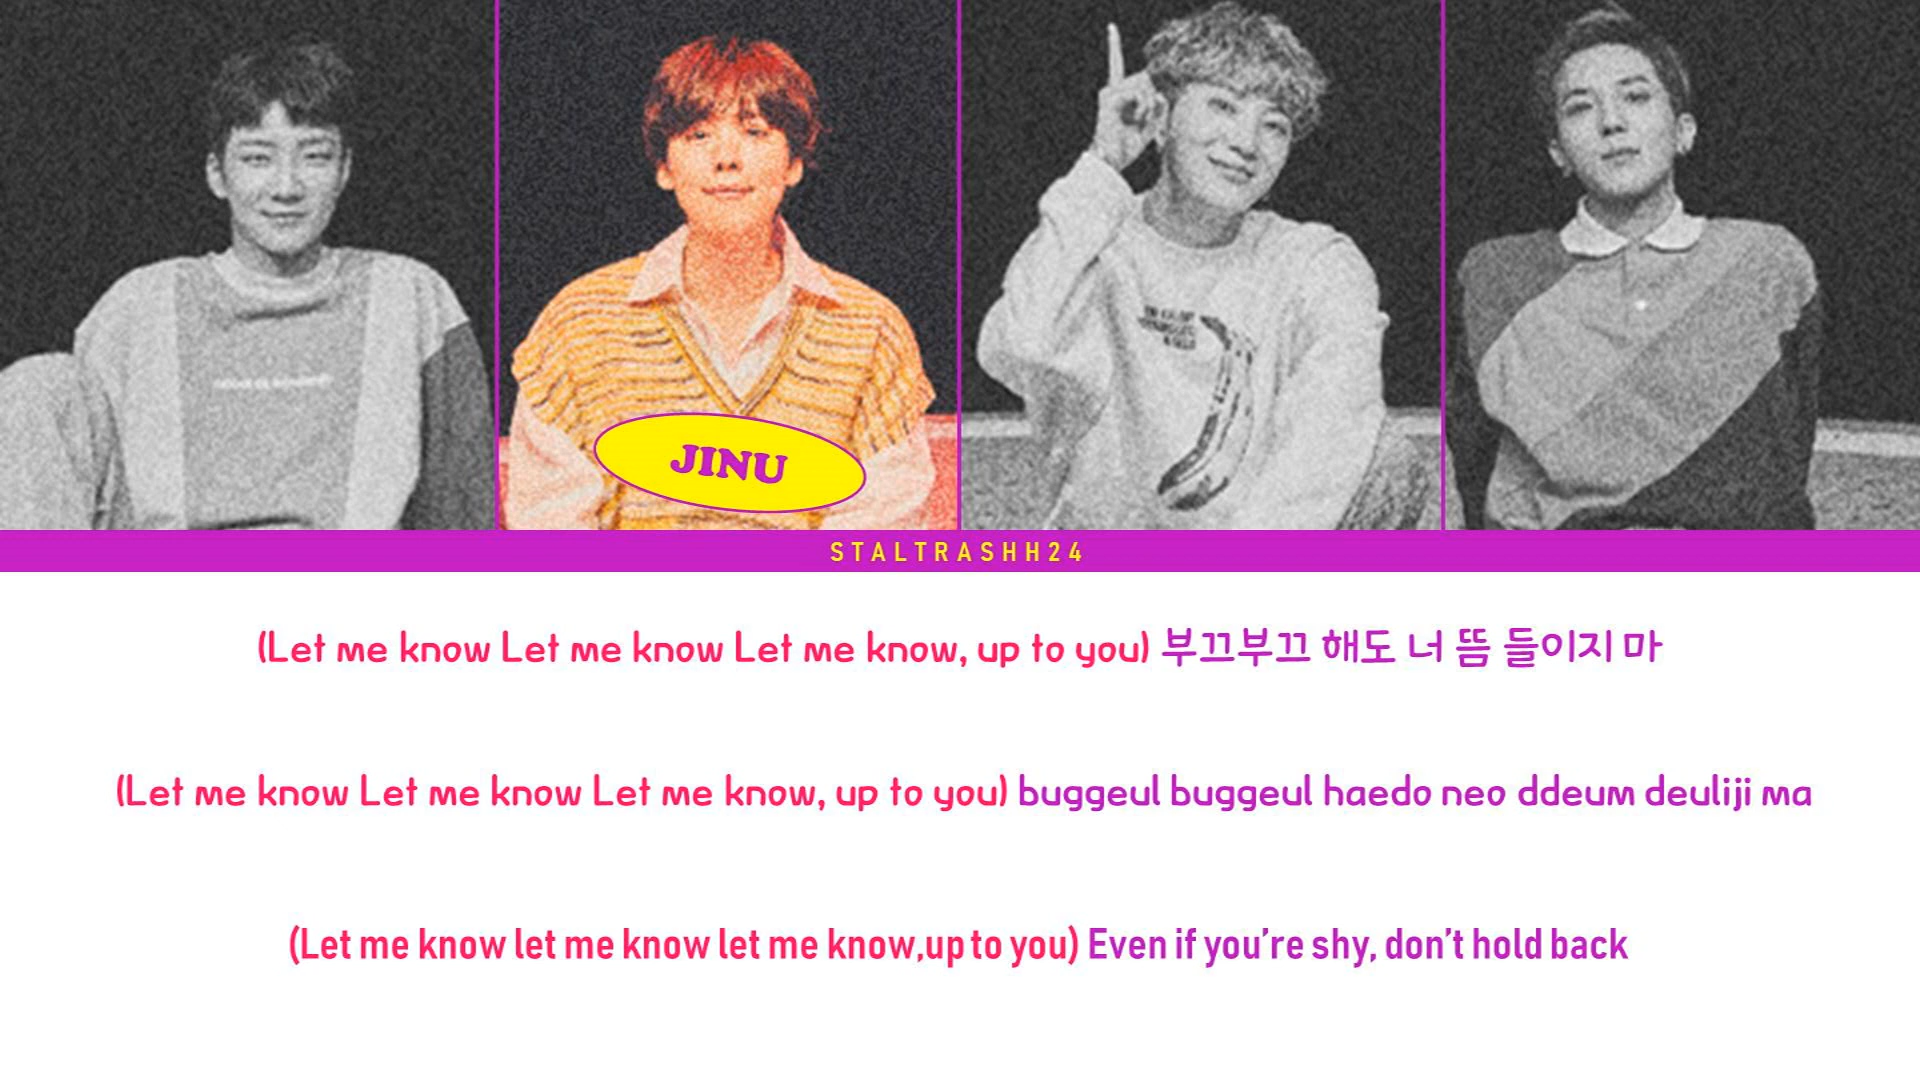 JINU
STALTRASHH24
(Let me know Let me know Let me know, up to you) 부끄부끄 해도 너 뜸 들이지 마
(Let me know Let me know Let me know, up to you) buggeul buggeul haedo neo ddeum deuliji ma
(Let me know let me know let me know,up to you) Even if you're shy, don't hold back